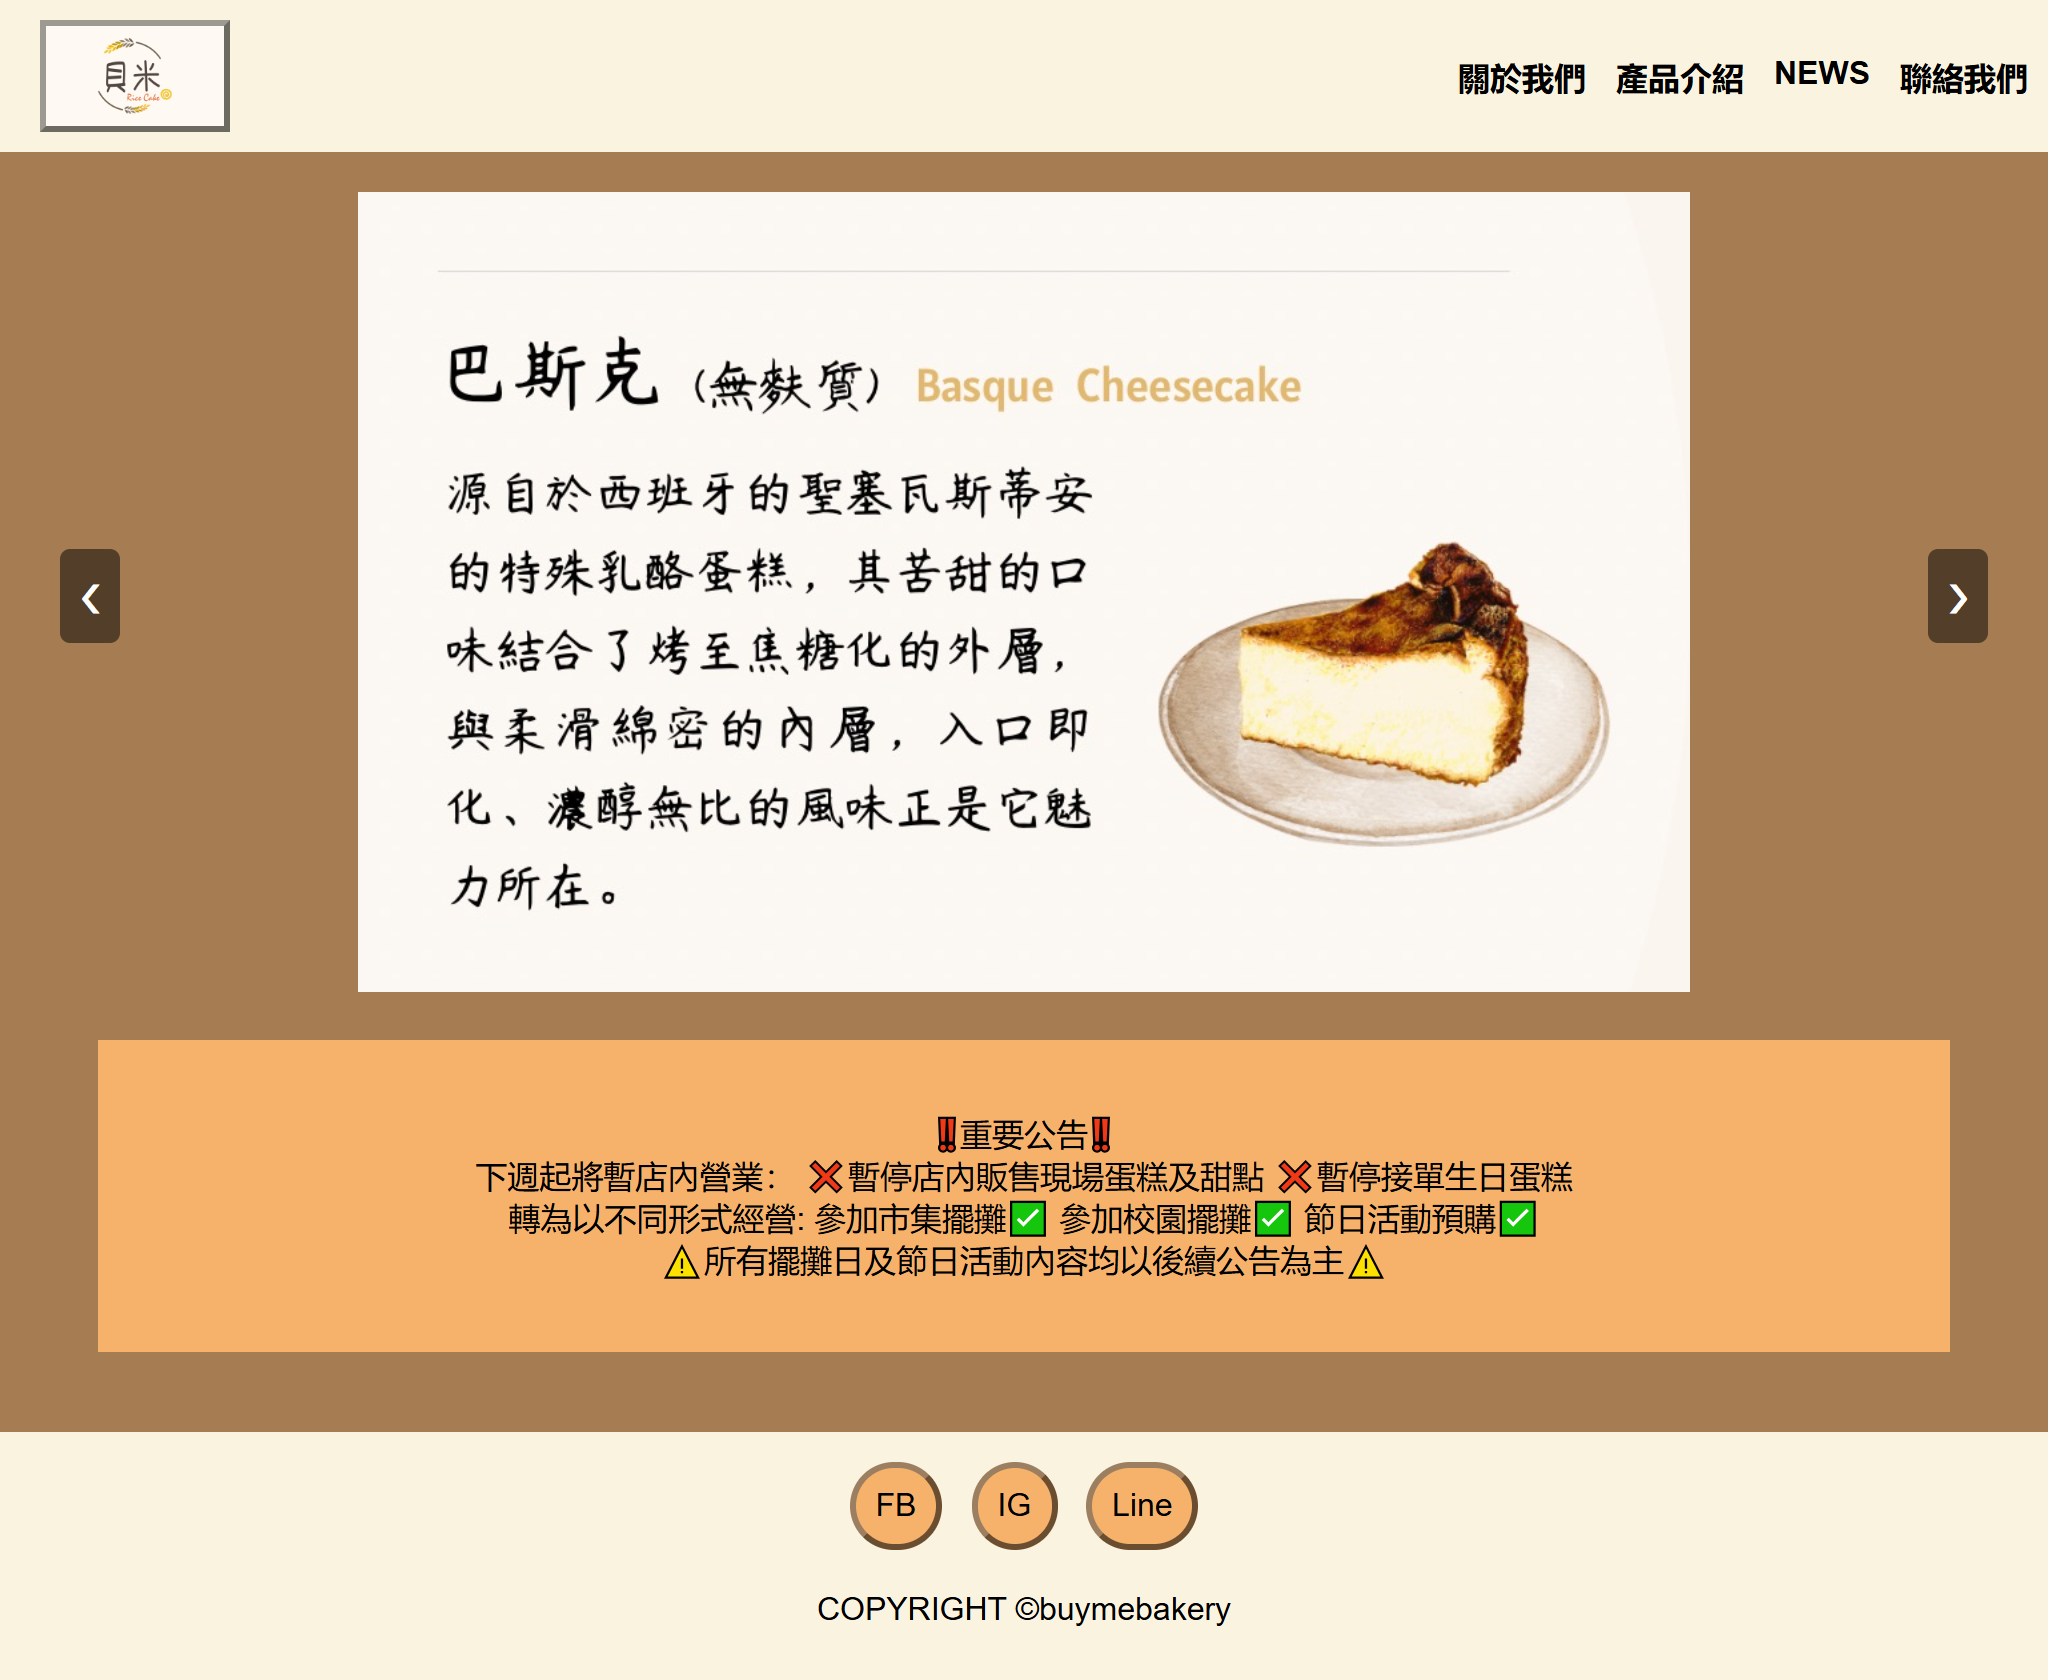 貝米
Rice Cake
關於我們 產品介紹 NEWS 聯絡我們
巴斯克 (無麩質) Basque Cheesecake
源自於西班牙的聖塞瓦斯蒂安
的特殊乳酪蛋糕，其苦甜的口
味結合了烤至焦糖化的外層，
與柔滑綿密的內層，入口即
化、濃醇無比的風味正是它魅
力所在。
❮ ❯
‼️重要公告‼️
下週起將暫店內營業： ❌暫停店內販售現場蛋糕及甜點 ❌暫停接單生日蛋糕
轉為以不同形式經營: 參加市集擺攤✅ 參加校園擺攤✅ 節日活動預購✅
⚠️所有擺攤日及節日活動內容均以後續公告為主⚠️
FB IG Line
COPYRIGHT ©buymebakery